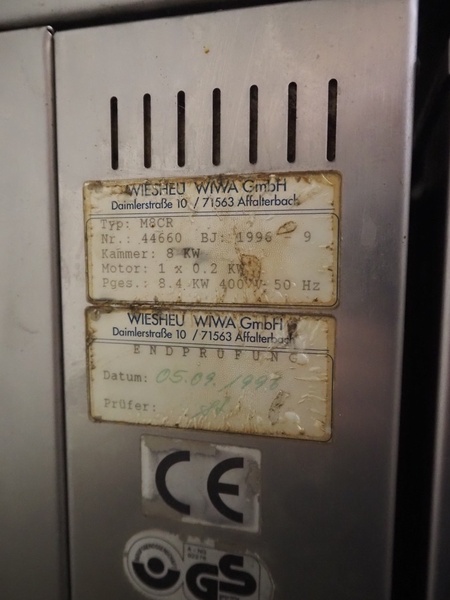 WIESHEU WIWA GmbH
Daimlerstraße 10 / 71563 Affalterbach
Typ: M8CR
Nr.: 44660 BJ: 1996 - 9
Kammer: 8 KW
Motor: 1 x 0.2 KW
Pges.: 8.4 KW 400 V 50 Hz
WIESHEU WIWA GmbH
Daimlerstraße 10 / 71563 Affalterbach
ENDPRÜFUNG
Datum: 05.09./1996
Prüfer:
CE
GS